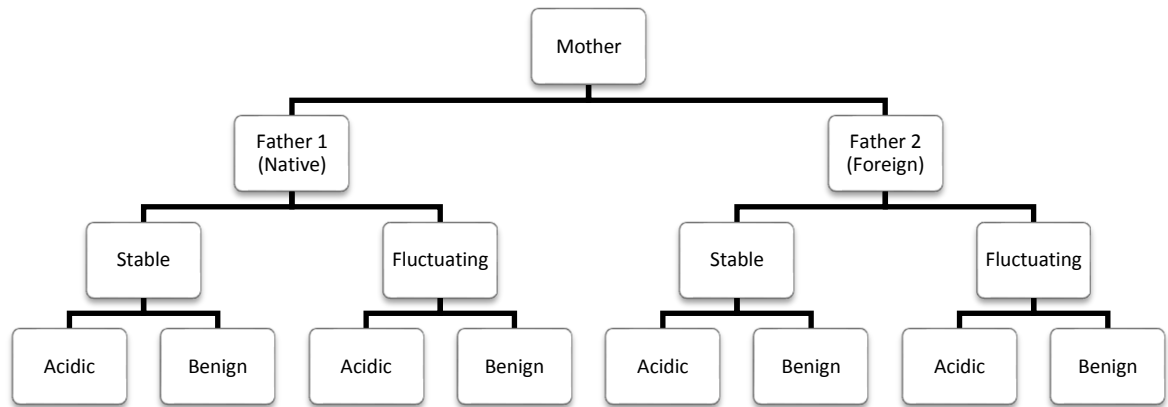 Mother
Father 1
(Native)
Father 2
(Foreign)
Stable
Fluctuating
Stable
Fluctuating
Acidic
Benign
Acidic
Benign
Acidic
Benign
Acidic
Benign